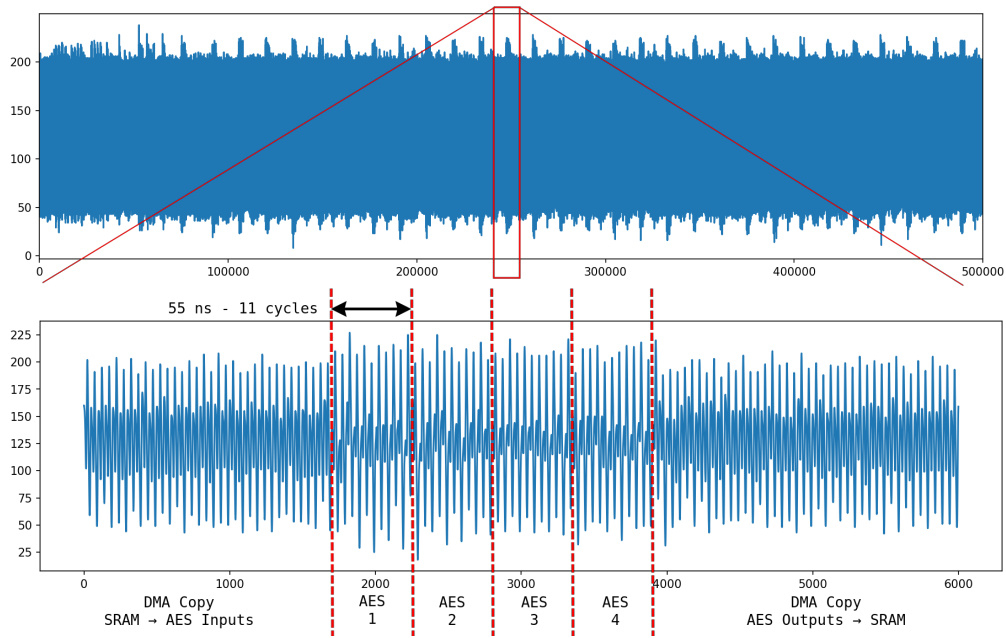 200
150
100
50
0
0 100000 200000 300000 400000 500000
55 ns - 11 cycles
225
200
175
150
125
100
75
50
25
0 1000 2000 3000 4000 5000 6000
DMA Copy AES AES AES AES DMA Copy
SRAM → AES Inputs 1 2 3 4 AES Outputs → SRAM